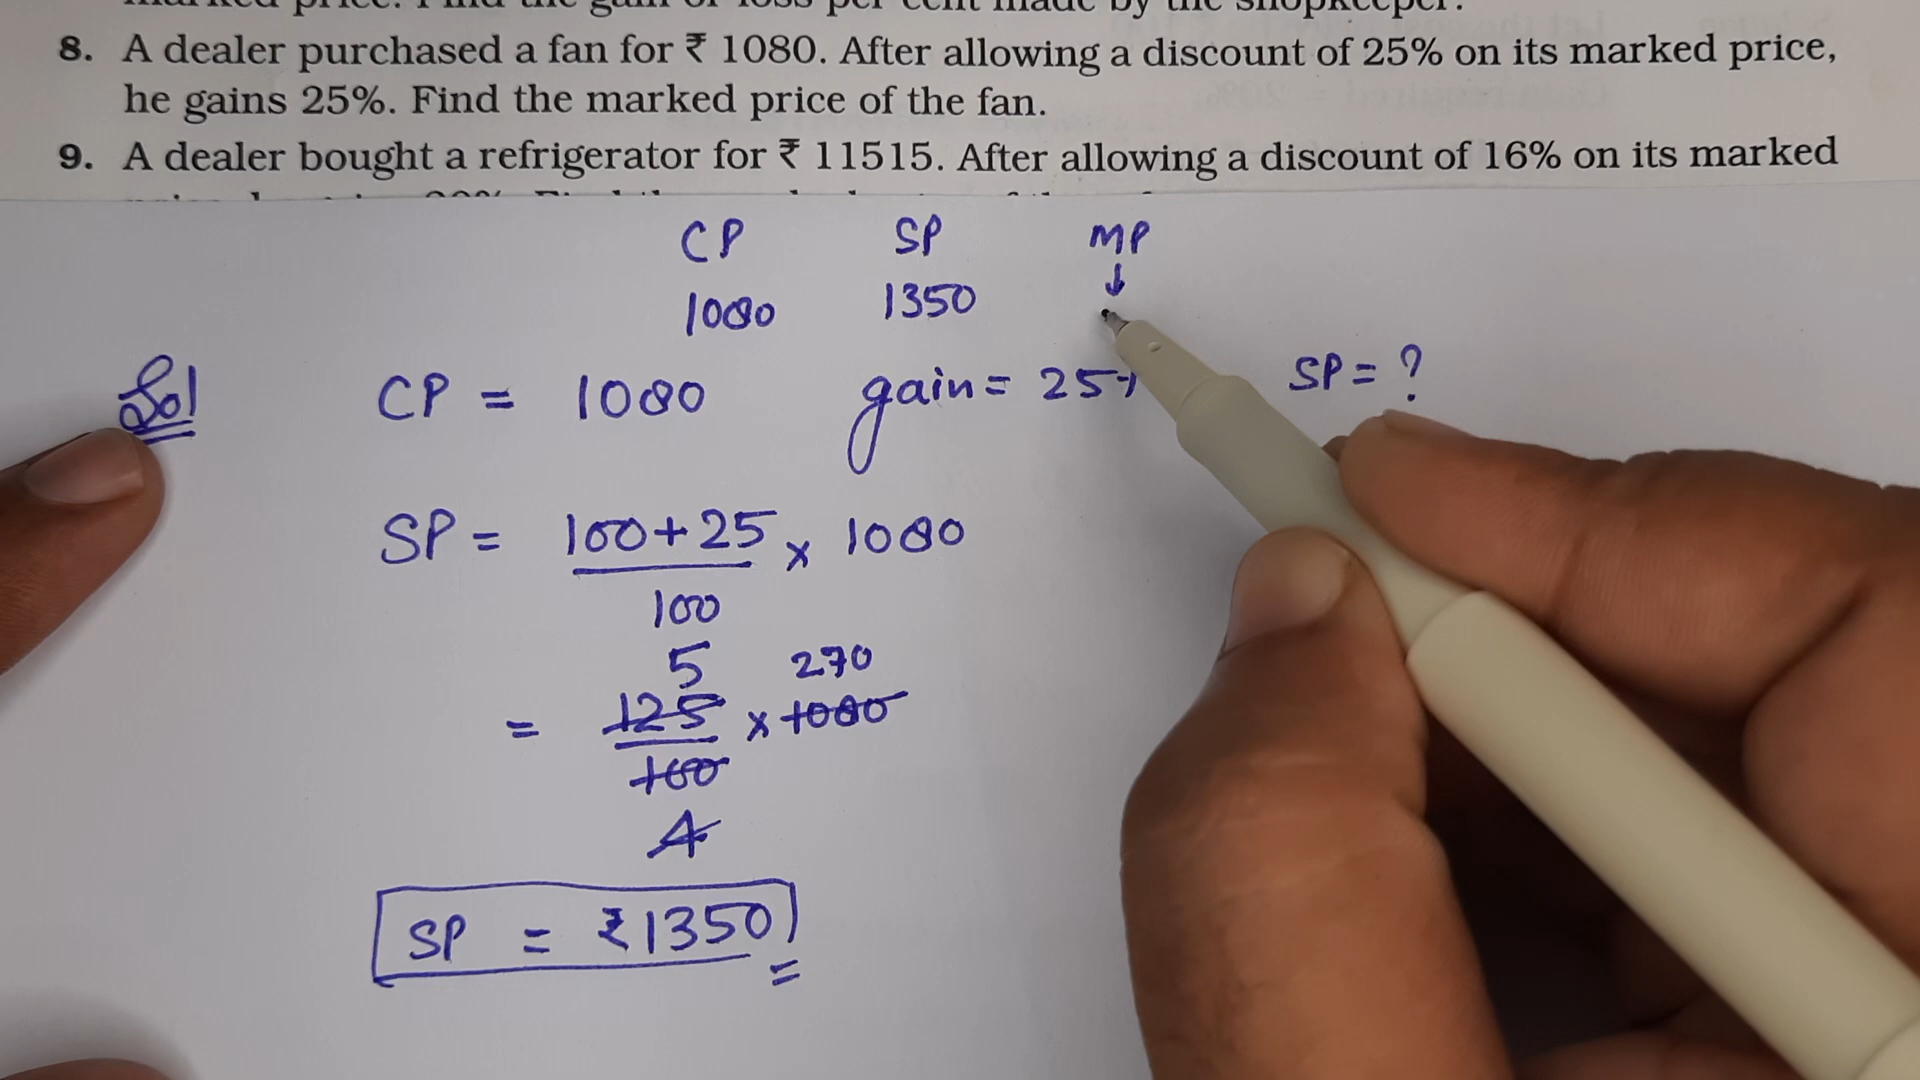 8. A dealer purchased a fan for ₹ 1080. After allowing a discount of 25% on its marked price,
he gains 25%. Find the marked price of the fan.
9. A dealer bought a refrigerator for ₹ 11515. After allowing a discount of 16% on its marked
CP SP MP
↓
1080 1350
Sol CP = 1080 gain = 25% SP = ?
SP = 100+25 × 1080
100
5 270
= 125 × 1080
100
4
SP = ₹1350